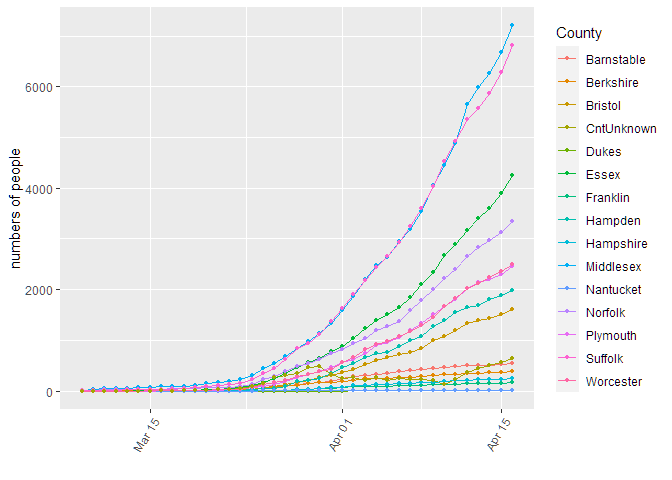 County
Barnstable
Berkshire
Bristol
CntUnknown
Dukes
Essex
Franklin
Hampden
Hampshire
Middlesex
Nantucket
Norfolk
Plymouth
Suffolk
Worcester
numbers of people
6000
4000
2000
0
Mar 15
Apr 01
Apr 15